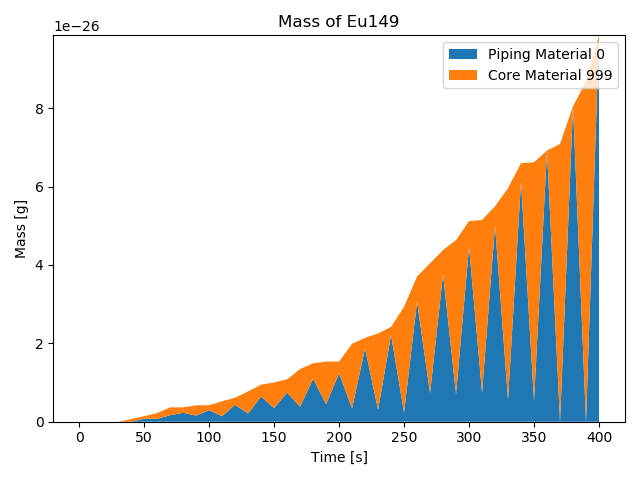 Mass of Eu149
1e−26
Piping Material 0
Core Material 999
8
6
4
2
0
Mass [g]
0 50 100 150 200 250 300 350 400
Time [s]